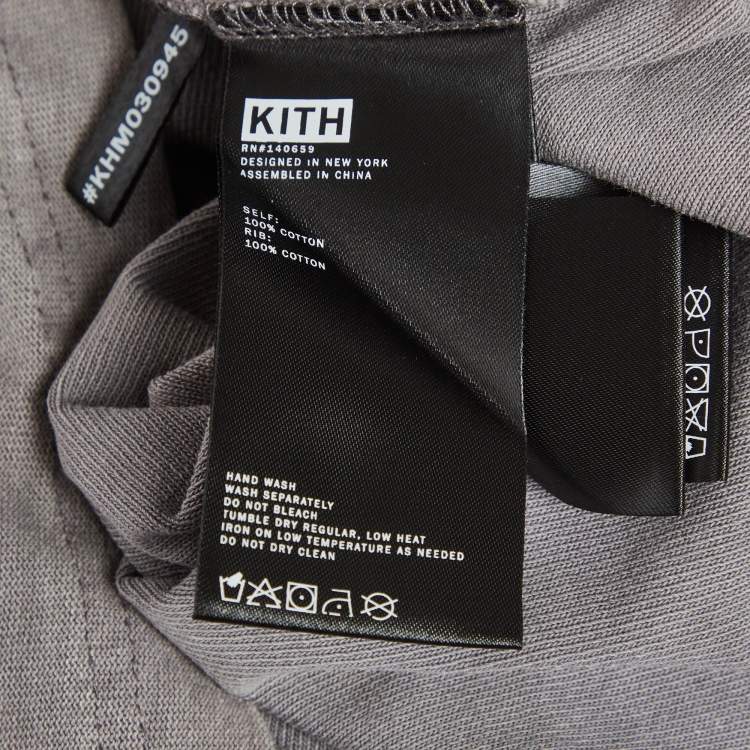 #KHM030945
KITH
RN#140659
DESIGNED IN NEW YORK
ASSEMBLED IN CHINA
SELF:
100% COTTON
RIB:
100% COTTON
HAND WASH
WASH SEPARATELY
DO NOT BLEACH
TUMBLE DRY REGULAR, LOW HEAT
IRON ON LOW TEMPERATURE AS NEEDED
DO NOT DRY CLEAN